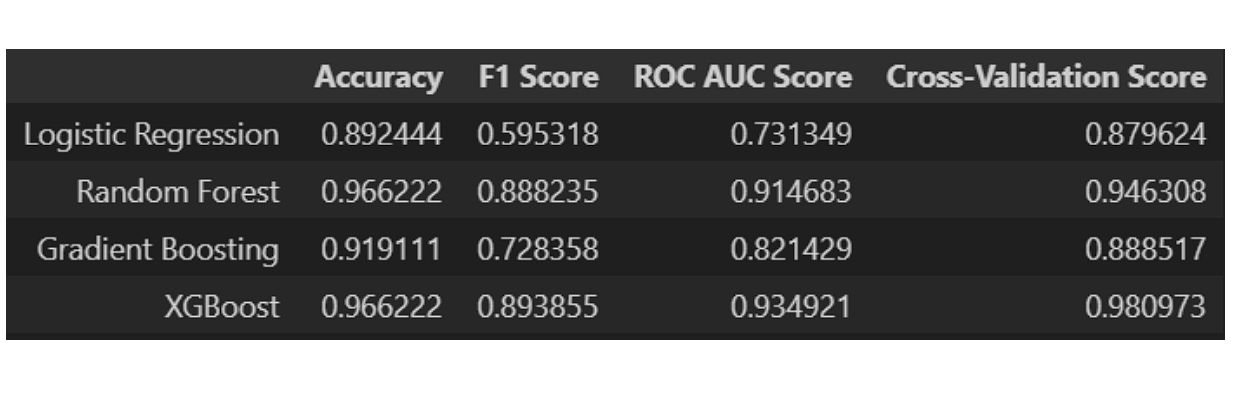 Accuracy F1 Score ROC AUC Score Cross-Validation Score
Logistic Regression 0.892444 0.595318 0.731349 0.879624
Random Forest 0.966222 0.888235 0.914683 0.946308
Gradient Boosting 0.919111 0.728358 0.821429 0.888517
XGBoost 0.966222 0.893855 0.934921 0.980973